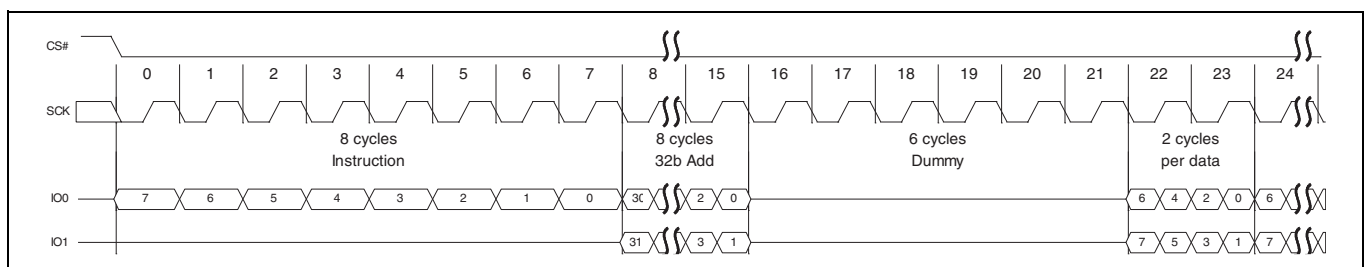 CS#
0 1 2 3 4 5 6 7 8 15 16 17 18 19 20 21 22 23 24
SCK
8 cycles 8 cycles 6 cycles 2 cycles
Instruction 32b Add Dummy per data
IO0 7 6 5 4 3 2 1 0 30 2 0 6 4 2 0 6
IO1 31 3 1 7 5 3 1 7